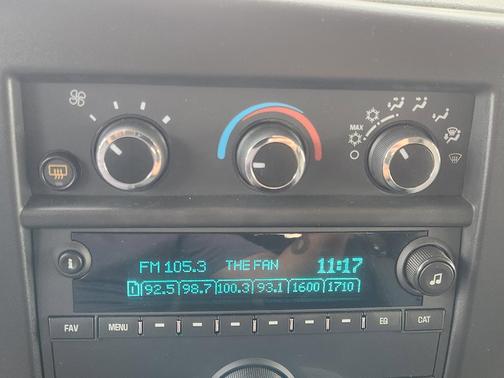 MAX
i
FM 105.3 THE FAN 11:17
1 92.5 98.7 100.3 93.1 1600 1710
FAV MENU EQ CAT